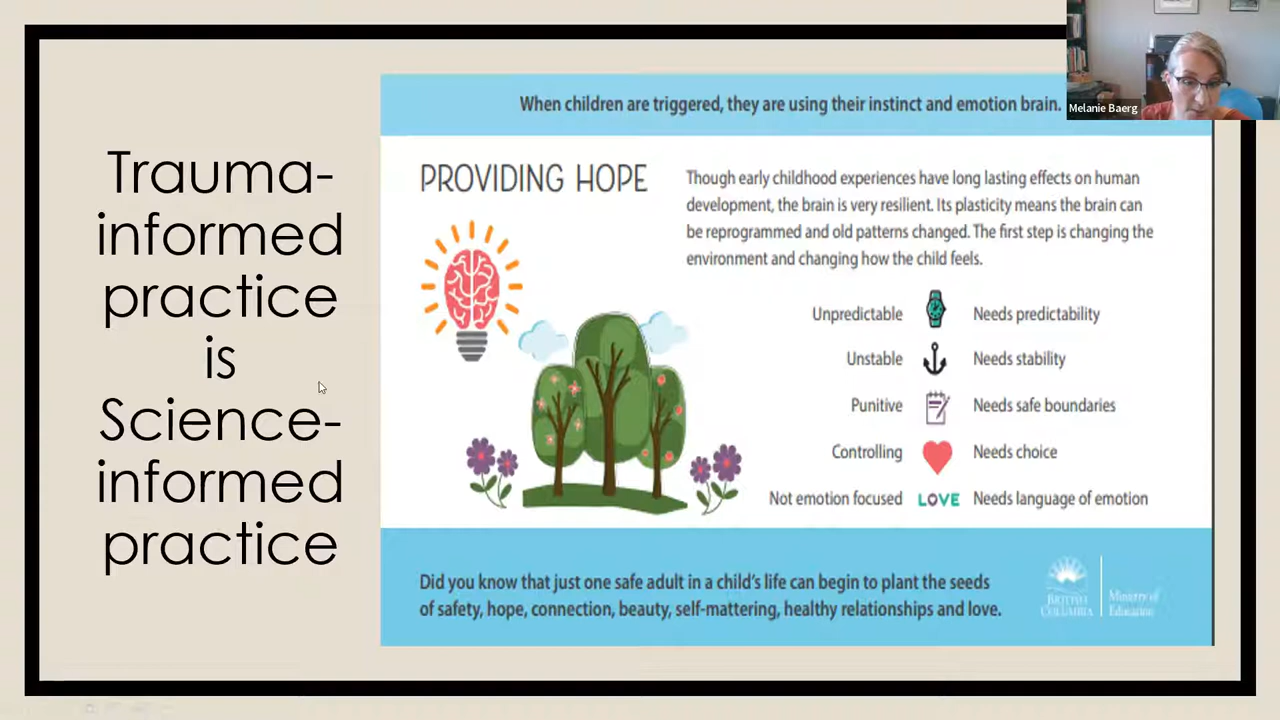 Trauma-
informed
practice
is
Science-
informed
practice
When children are triggered, they are using their instinct and emotion brain.
Melanie Baerg
PROVIDING HOPE
Though early childhood experiences have long lasting effects on human
development, the brain is very resilient. Its plasticity means the brain can
be reprogrammed and old patterns changed. The first step is changing the
environment and changing how the child feels.
Unpredictable Needs predictability
Unstable Needs stability
Punitive Needs safe boundaries
Controlling Needs choice
Not emotion focused LOVE Needs language of emotion
Did you know that just one safe adult in a child's life can begin to plant the seeds
of safety, hope, connection, beauty, self-mattering, healthy relationships and love.
BRITISH
COLUMBIA
Ministry of
Education